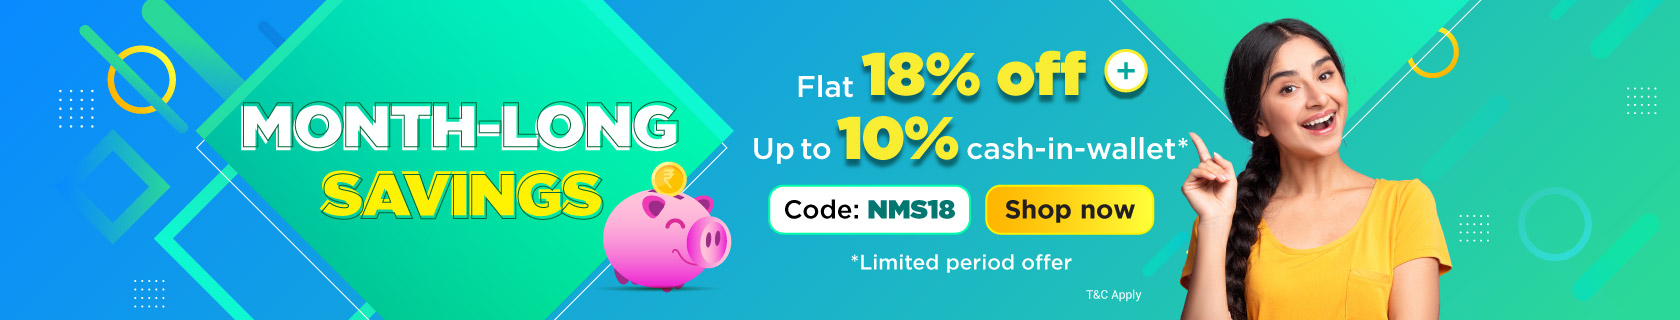 MONTH-LONG
SAVINGS
₹
Flat 18% off +
Up to 10% cash-in-wallet*
Code: NMS18
Shop now
*Limited period offer
T&C Apply